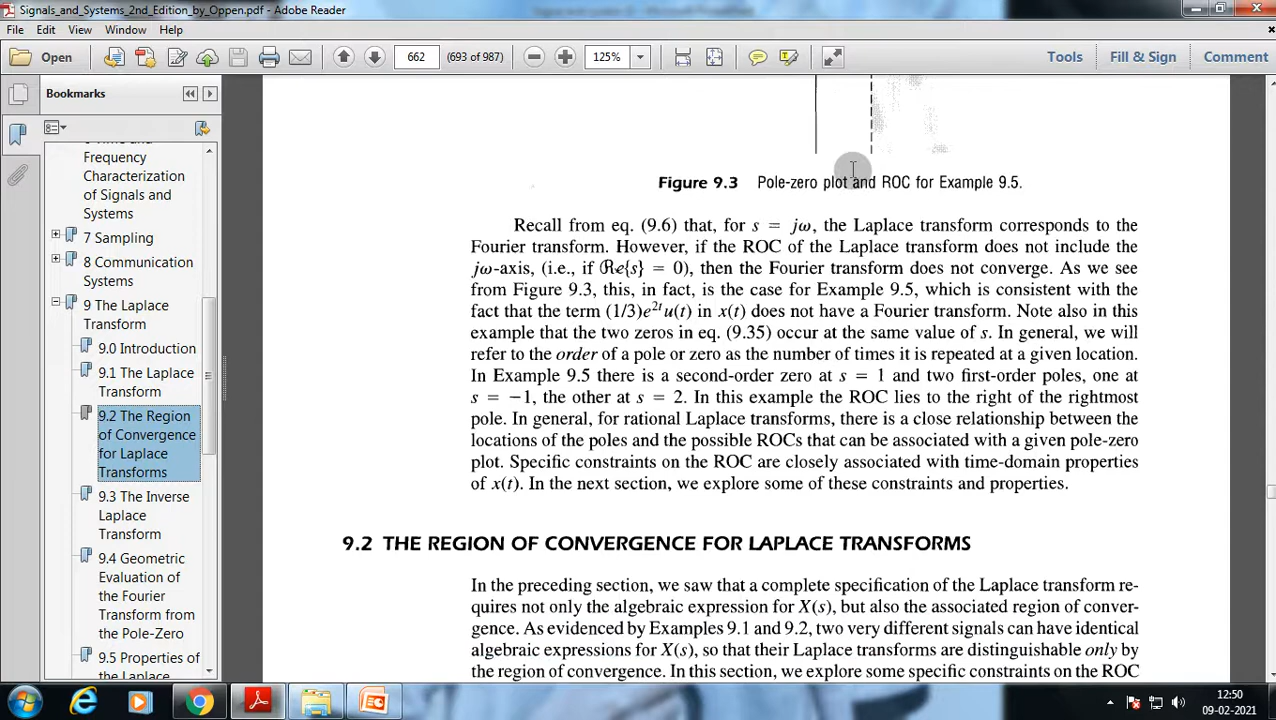 Signals_and_Systems_2nd_Edition_by_Oppen.pdf - Adobe Reader
File Edit View Window Help
Open 662 (693 of 987) 125% Tools Fill & Sign Comment
Bookmarks
Frequency
Characterization
of Signals and
Systems
7 Sampling
8 Communication
Systems
9 The Laplace
Transform
9.0 Introduction
9.1 The Laplace
Transform
9.2 The Region
of Convergence
for Laplace
Transforms
9.3 The Inverse
Laplace
Transform
9.4 Geometric
Evaluation of
the Fourier
Transform from
the Pole-Zero
9.5 Properties of
the Laplace
Figure 9.3 Pole-zero plot and ROC for Example 9.5.
Recall from eq. (9.6) that, for s = jω, the Laplace transform corresponds to the
Fourier transform. However, if the ROC of the Laplace transform does not include the
jω-axis, (i.e., if ℜe{s} = 0), then the Fourier transform does not converge. As we see
from Figure 9.3, this, in fact, is the case for Example 9.5, which is consistent with the
fact that the term (1/3)e²ᵗu(t) in x(t) does not have a Fourier transform. Note also in this
example that the two zeros in eq. (9.35) occur at the same value of s. In general, we will
refer to the order of a pole or zero as the number of times it is repeated at a given location.
In Example 9.5 there is a second-order zero at s = 1 and two first-order poles, one at
s = −1, the other at s = 2. In this example the ROC lies to the right of the rightmost
pole. In general, for rational Laplace transforms, there is a close relationship between the
locations of the poles and the possible ROCs that can be associated with a given pole-zero
plot. Specific constraints on the ROC are closely associated with time-domain properties
of x(t). In the next section, we explore some of these constraints and properties.
9.2 THE REGION OF CONVERGENCE FOR LAPLACE TRANSFORMS
In the preceding section, we saw that a complete specification of the Laplace transform re-
quires not only the algebraic expression for X(s), but also the associated region of conver-
gence. As evidenced by Examples 9.1 and 9.2, two very different signals can have identical
algebraic expressions for X(s), so that their Laplace transforms are distinguishable only by
the region of convergence. In this section, we explore some specific constraints on the ROC
12:50
09-02-2021